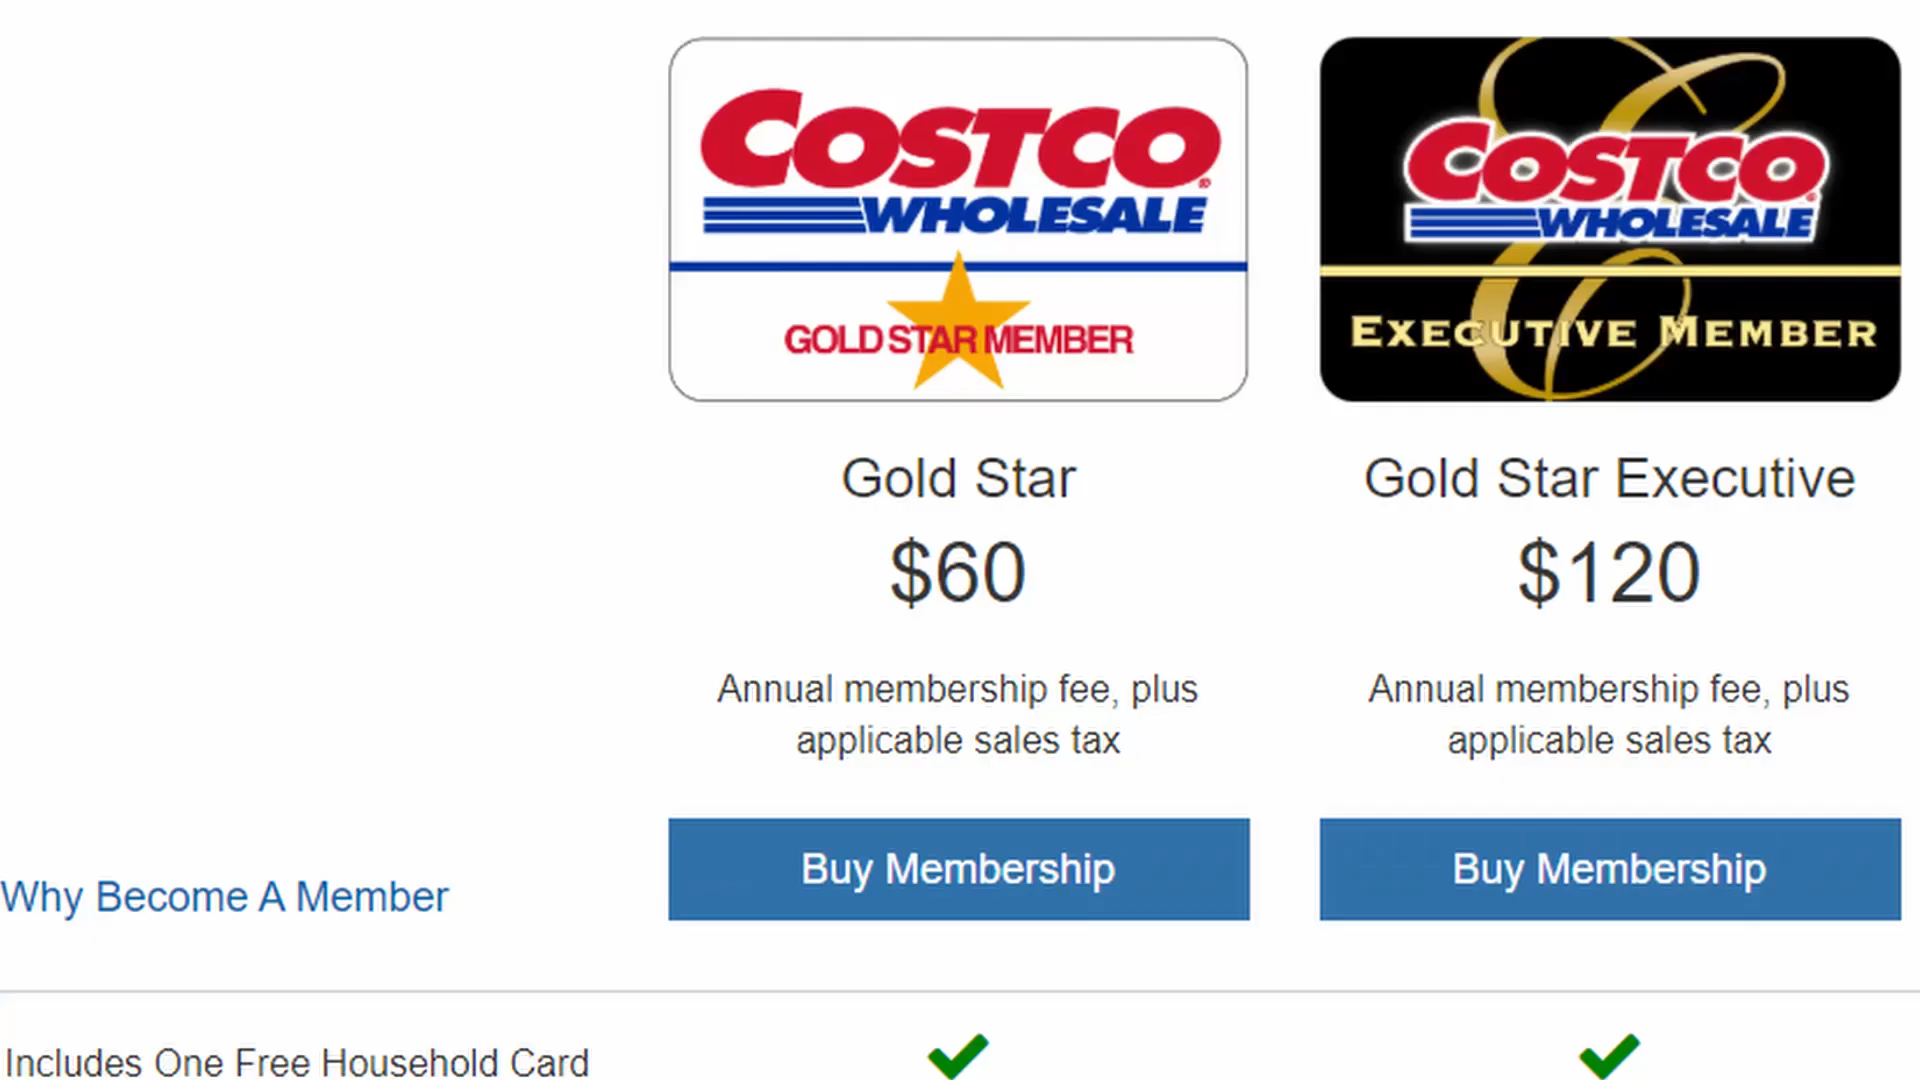 COSTCO
WHOLESALE
GOLD STAR MEMBER
COSTCO
WHOLESALE
EXECUTIVE MEMBER
Gold Star
$60
Annual membership fee, plus
applicable sales tax
Buy Membership
Gold Star Executive
$120
Annual membership fee, plus
applicable sales tax
Buy Membership
Why Become A Member
Includes One Free Household Card